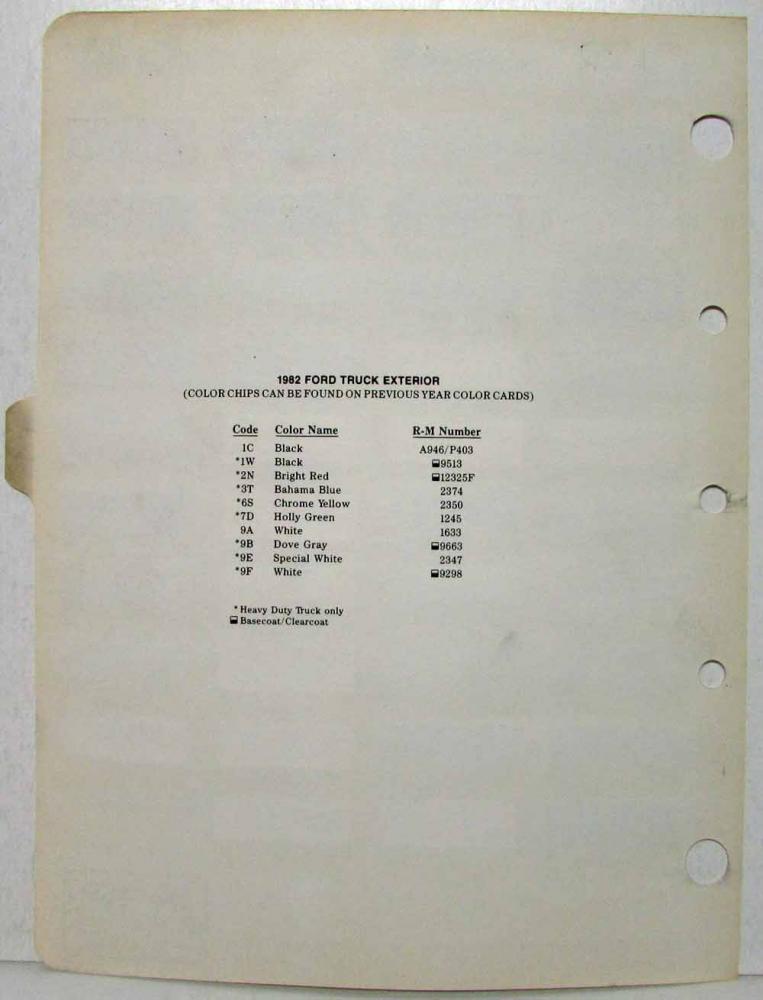 1982 FORD TRUCK EXTERIOR
(COLOR CHIPS CAN BE FOUND ON PREVIOUS YEAR COLOR CARDS)
Code Color Name R-M Number
1C Black A946/P403
*1W Black ⬓9513
*2N Bright Red ⬓12325F
*3T Bahama Blue 2374
*6S Chrome Yellow 2350
*7D Holly Green 1245
9A White 1633
*9B Dove Gray ⬓9663
*9E Special White 2347
*9F White ⬓9298
* Heavy Duty Truck only
⬓ Basecoat/Clearcoat